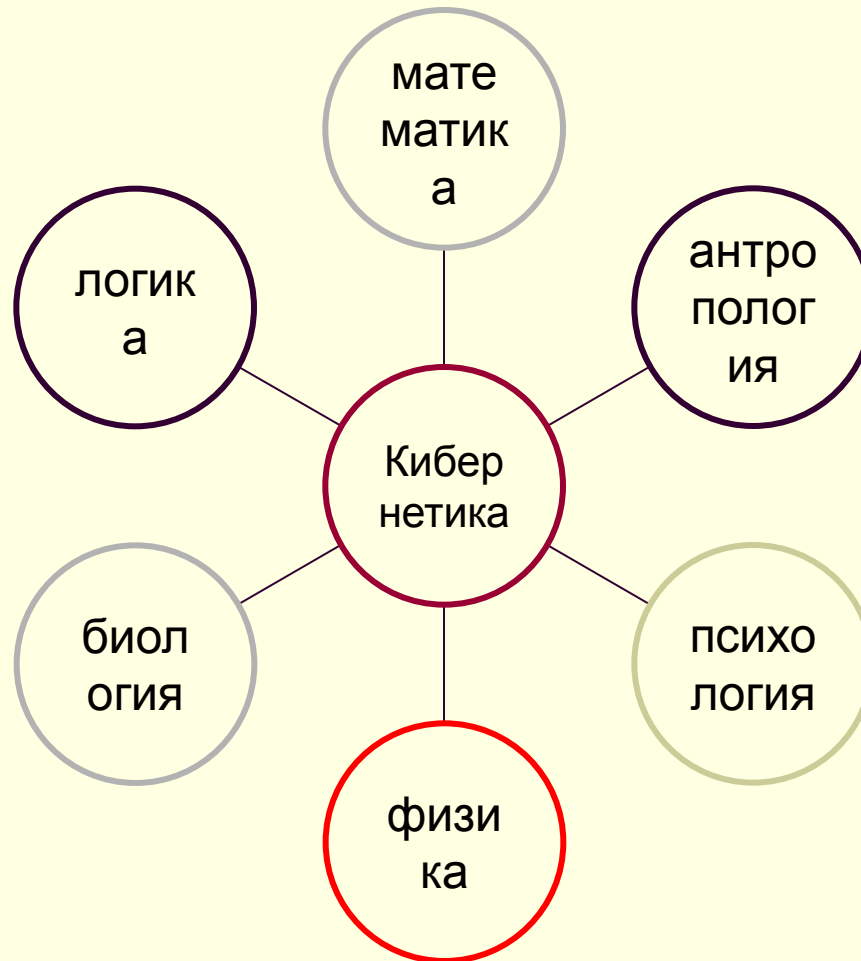 мате
матик
а
логик
а
антро
полог
ия
Кибер
нетика
биол
огия
психо
логия
физи
ка